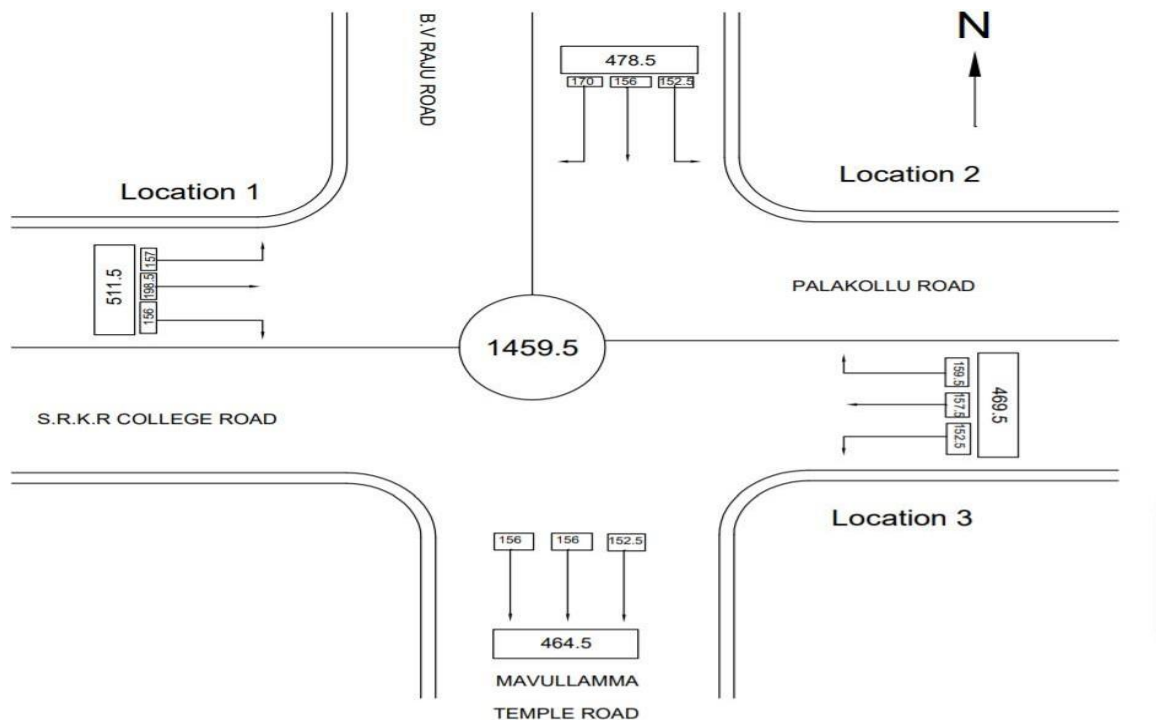 N
B.V RAJU ROAD
478.5
170 156 152.5
Location 1
Location 2
511.5
157
198.5
156
PALAKOLLU ROAD
1459.5
S.R.K.R COLLEGE ROAD
159.5
157.5
152.5
469.5
Location 3
156 156 152.5
464.5
MAVULLAMMA
TEMPLE ROAD